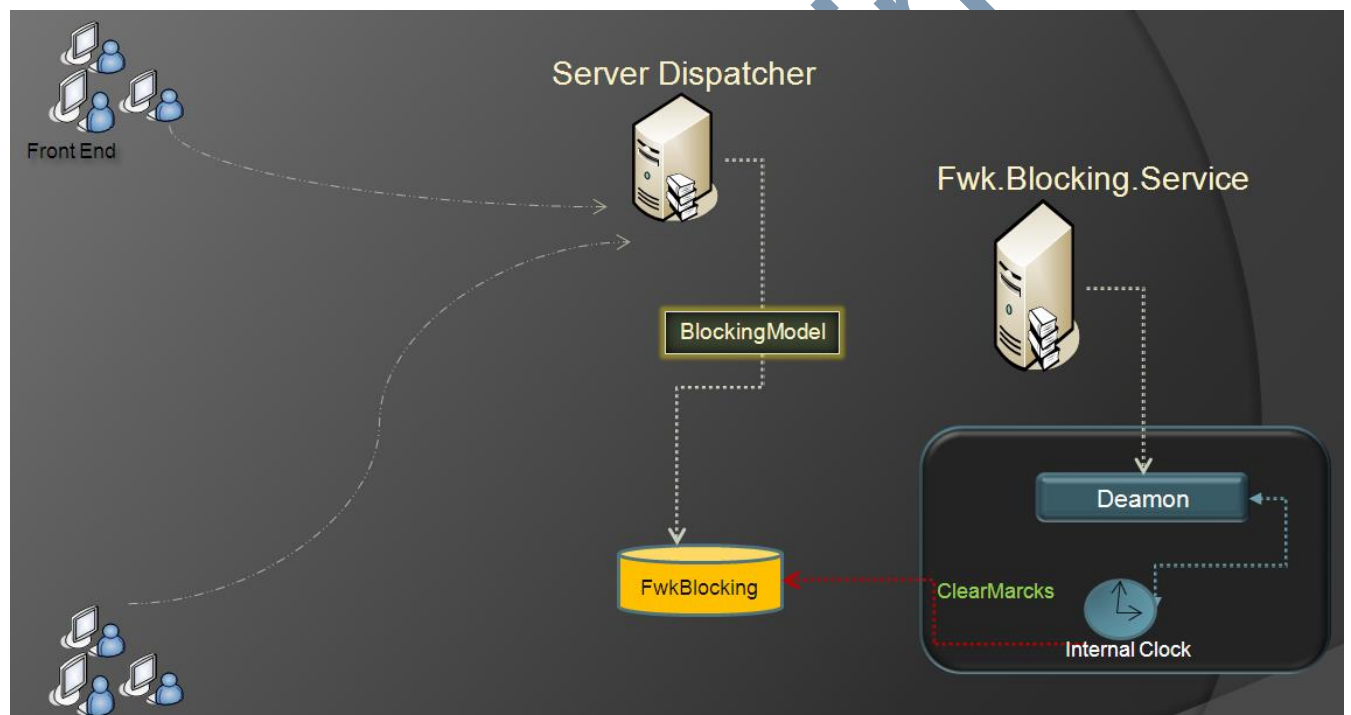 Server Dispatcher
Front End
Fwk.Blocking.Service
BlockingModel
Deamon
FwkBlocking
ClearMarcks
Internal Clock